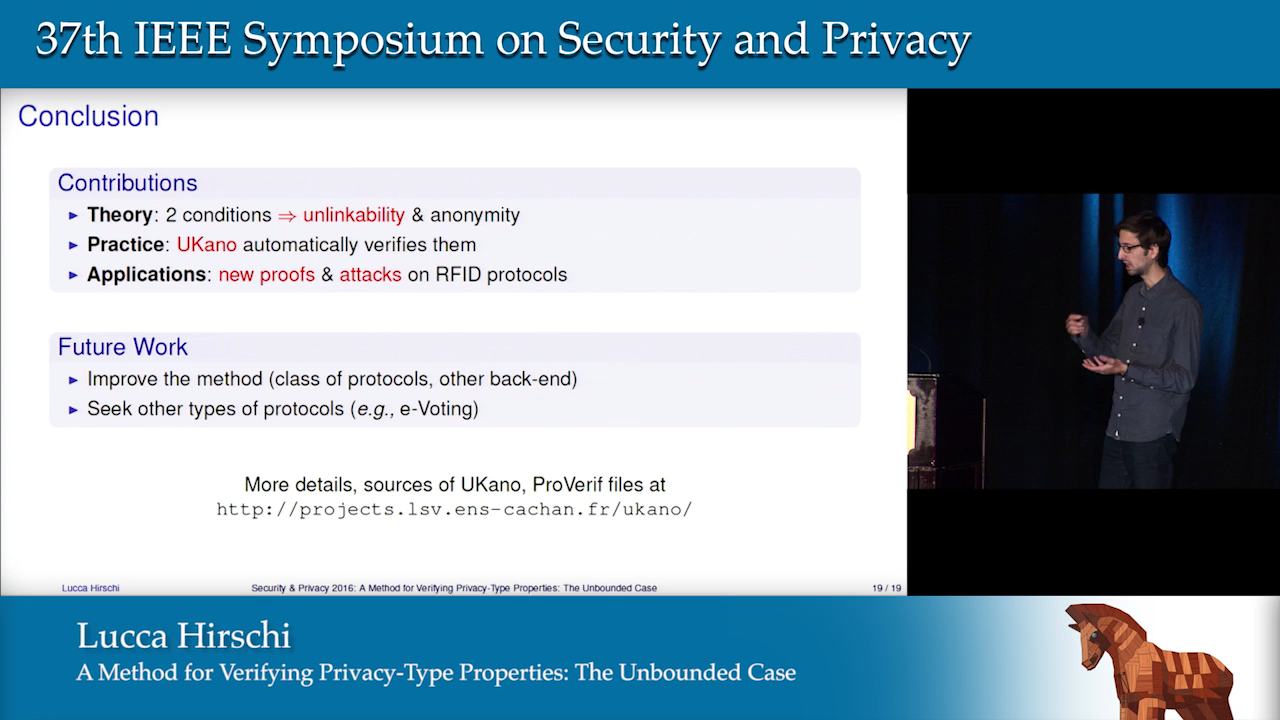 37th IEEE Symposium on Security and Privacy
Conclusion
Contributions
▶ Theory: 2 conditions ⇒ unlinkability & anonymity
▶ Practice: UKano automatically verifies them
▶ Applications: new proofs & attacks on RFID protocols
Future Work
▶ Improve the method (class of protocols, other back-end)
▶ Seek other types of protocols (e.g., e-Voting)
More details, sources of UKano, ProVerif files at
http://projects.lsv.ens-cachan.fr/ukano/
Lucca Hirschi Security & Privacy 2016: A Method for Verifying Privacy-Type Properties: The Unbounded Case 19 / 19
Lucca Hirschi
A Method for Verifying Privacy-Type Properties: The Unbounded Case